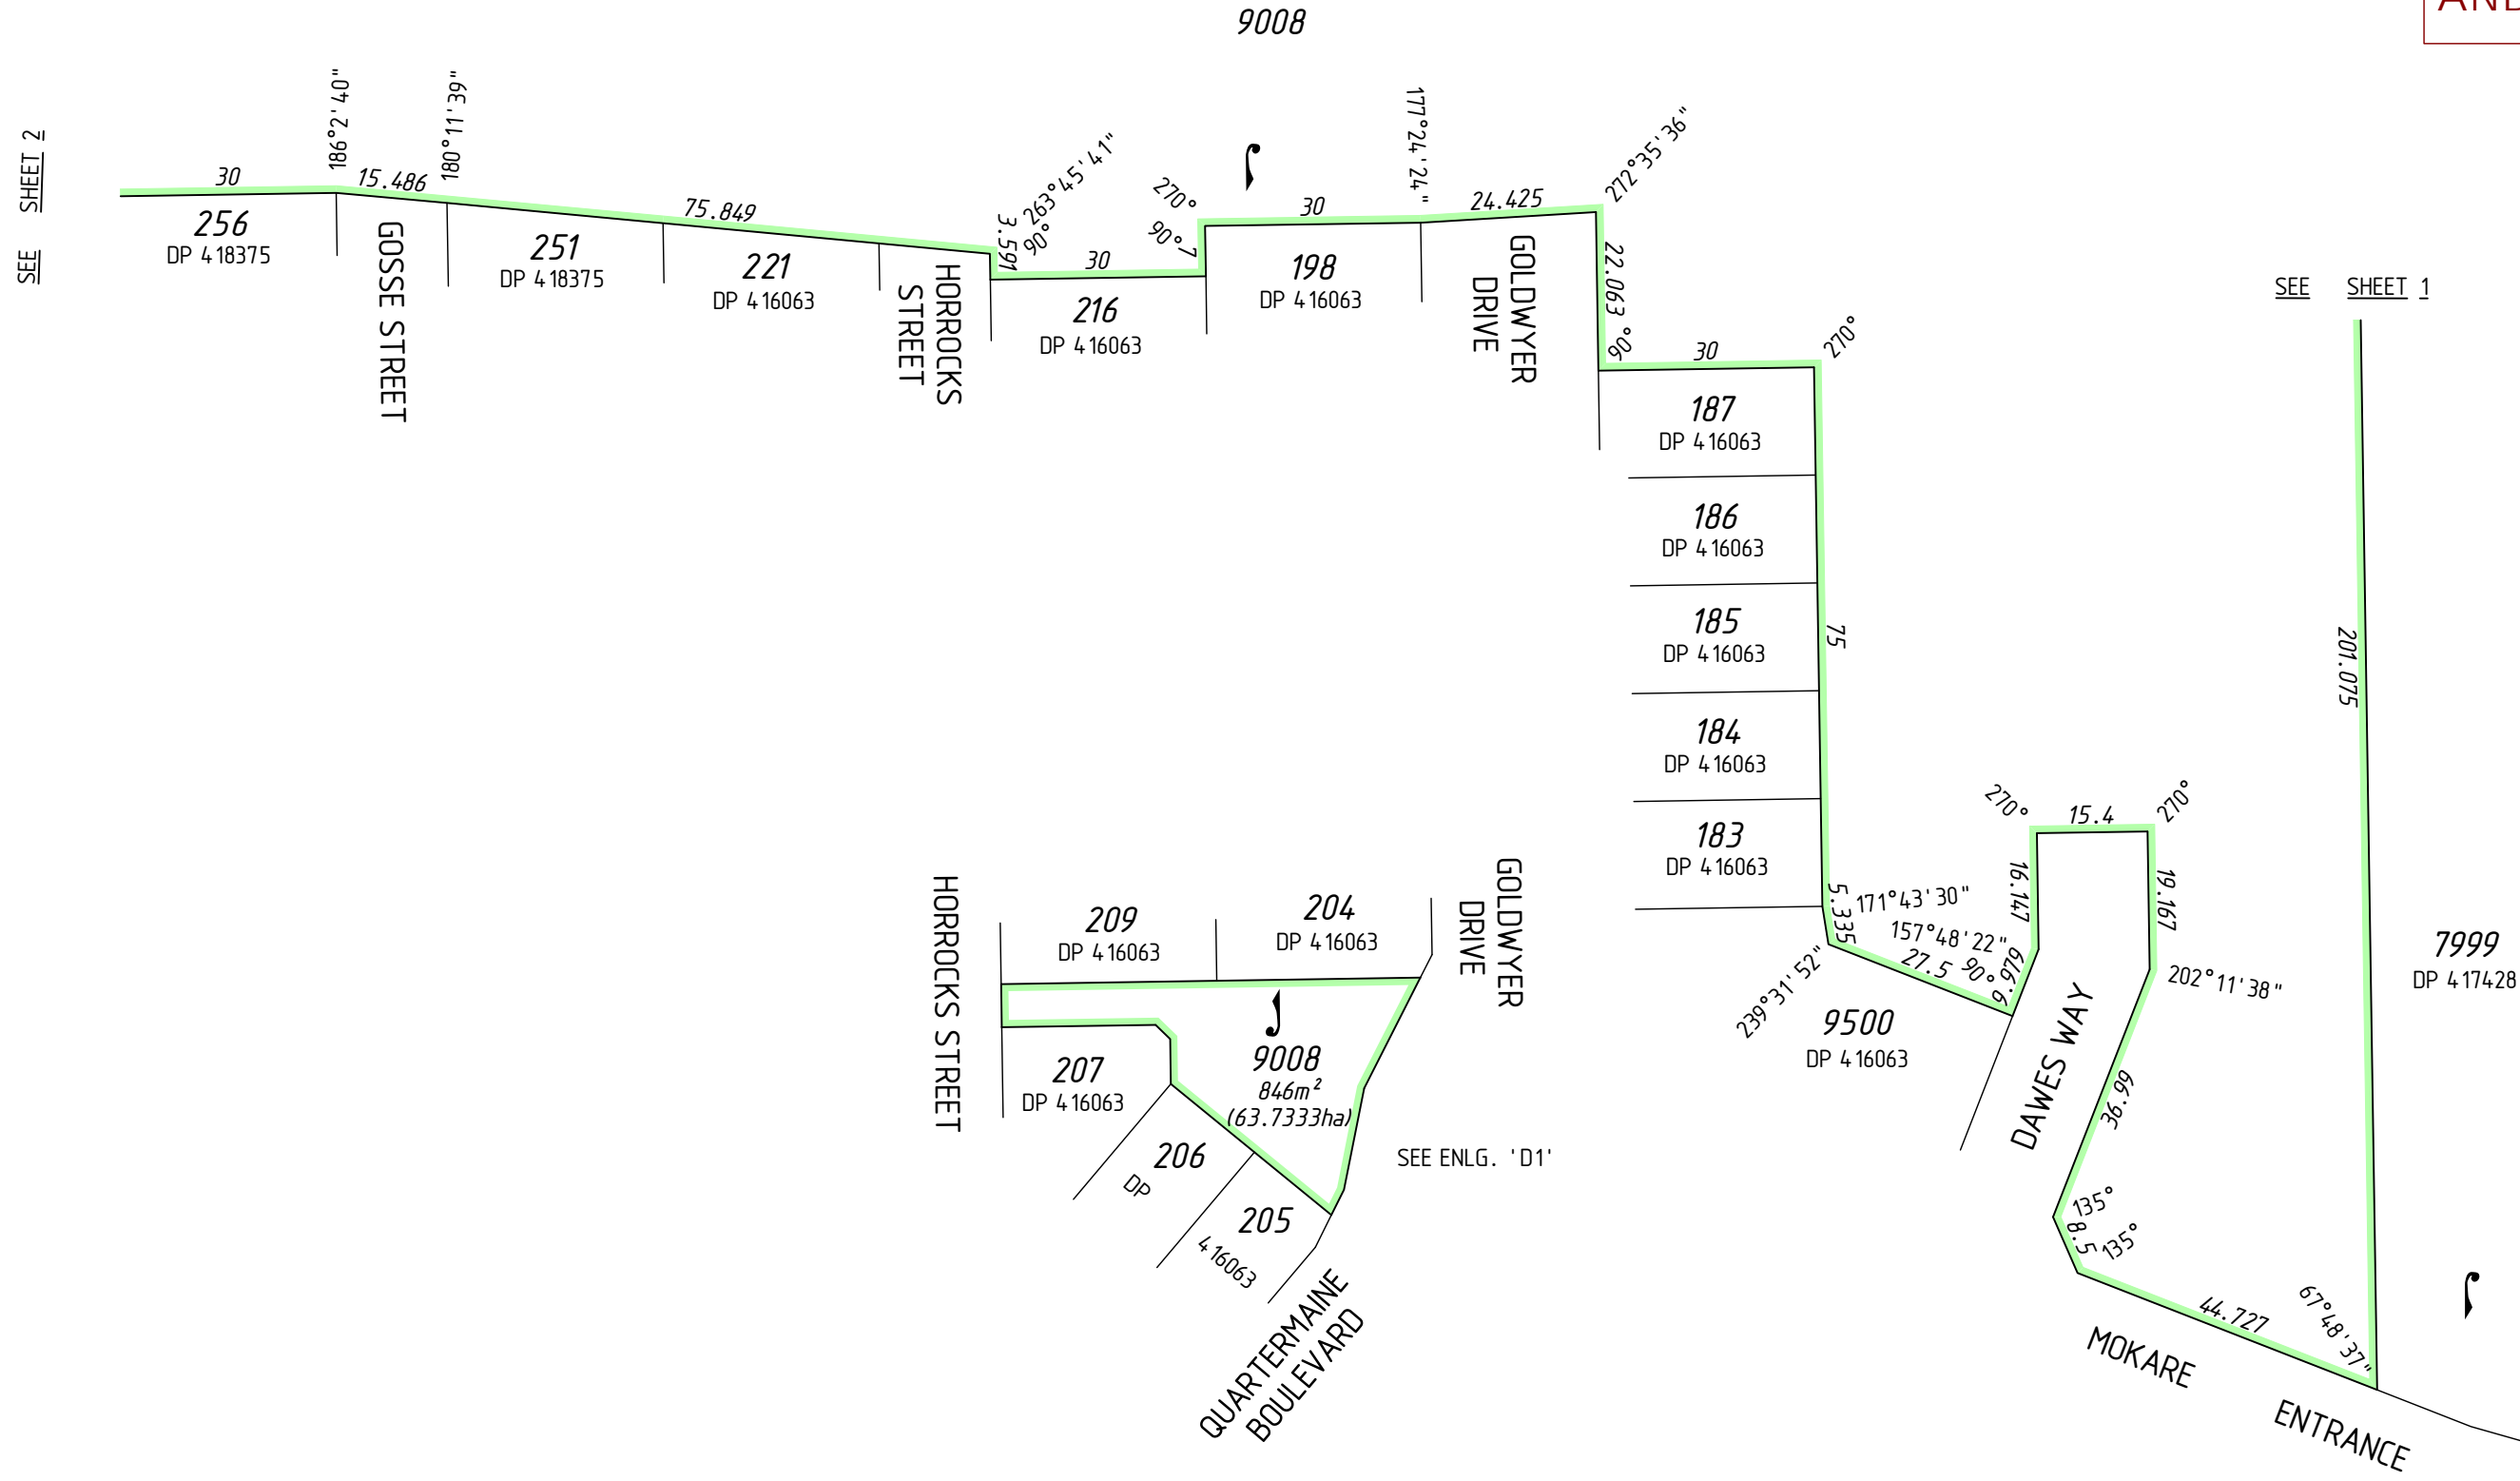 9008
AND
SEE SHEET 2
30
186°2'40"
15.486
180°11'39"
256
DP 418375
GOSSE STREET
75.849
251
DP 418375
221
DP 416063
HORROCKS
STREET
3.591
263°45'41"
90°
30
216
DP 416063
270°
90°
7
30
198
DP 416063
177°24'24"
24.425
272°35'36"
GOLDWYER
DRIVE
22.063
90°
30
270°
187
DP 416063
186
DP 416063
185
DP 416063
184
DP 416063
183
DP 416063
75
SEE SHEET 1
201.075
5.335
171°43'30"
157°48'22"
27.5
90°
6.979
239°31'52"
9500
DP 416063
270°
15.4
270°
16.147
19.167
202°11'38"
7999
DP 417428
DAWES WAY
36.99
135°
8.5
135°
44.727
67°48'37"
MOKARE
ENTRANCE
HORROCKS STREET
209
DP 416063
204
DP 416063
GOLDWYER
DRIVE
207
DP 416063
9008
846m²
(63.7333ha)
206
DP
205
416063
SEE ENLG. 'D1'
QUARTERMAINE
BOULEVARD